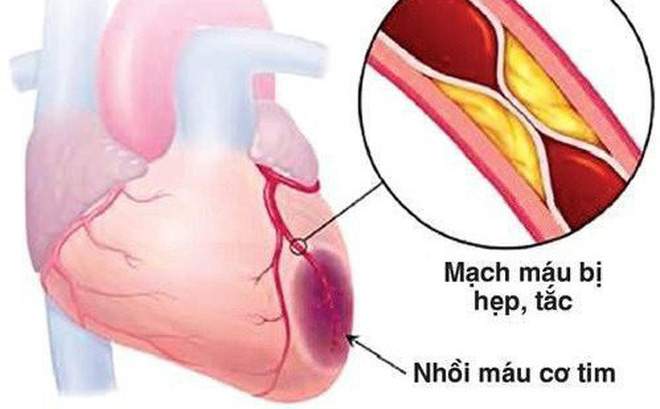 Mạch máu bị
hẹp, tắc
Nhồi máu cơ tim